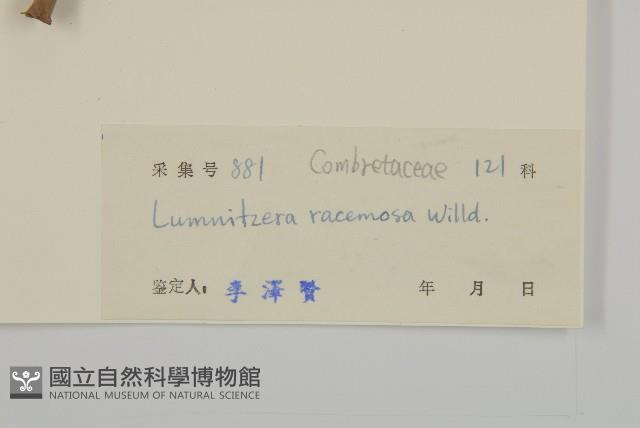 采集号 881 Combretaceae 121 科
Lumnitzera racemosa Willd.
鉴定人: 李澤賢 年 月 日
國立自然科學博物館
NATIONAL MUSEUM OF NATURAL SCIENCE